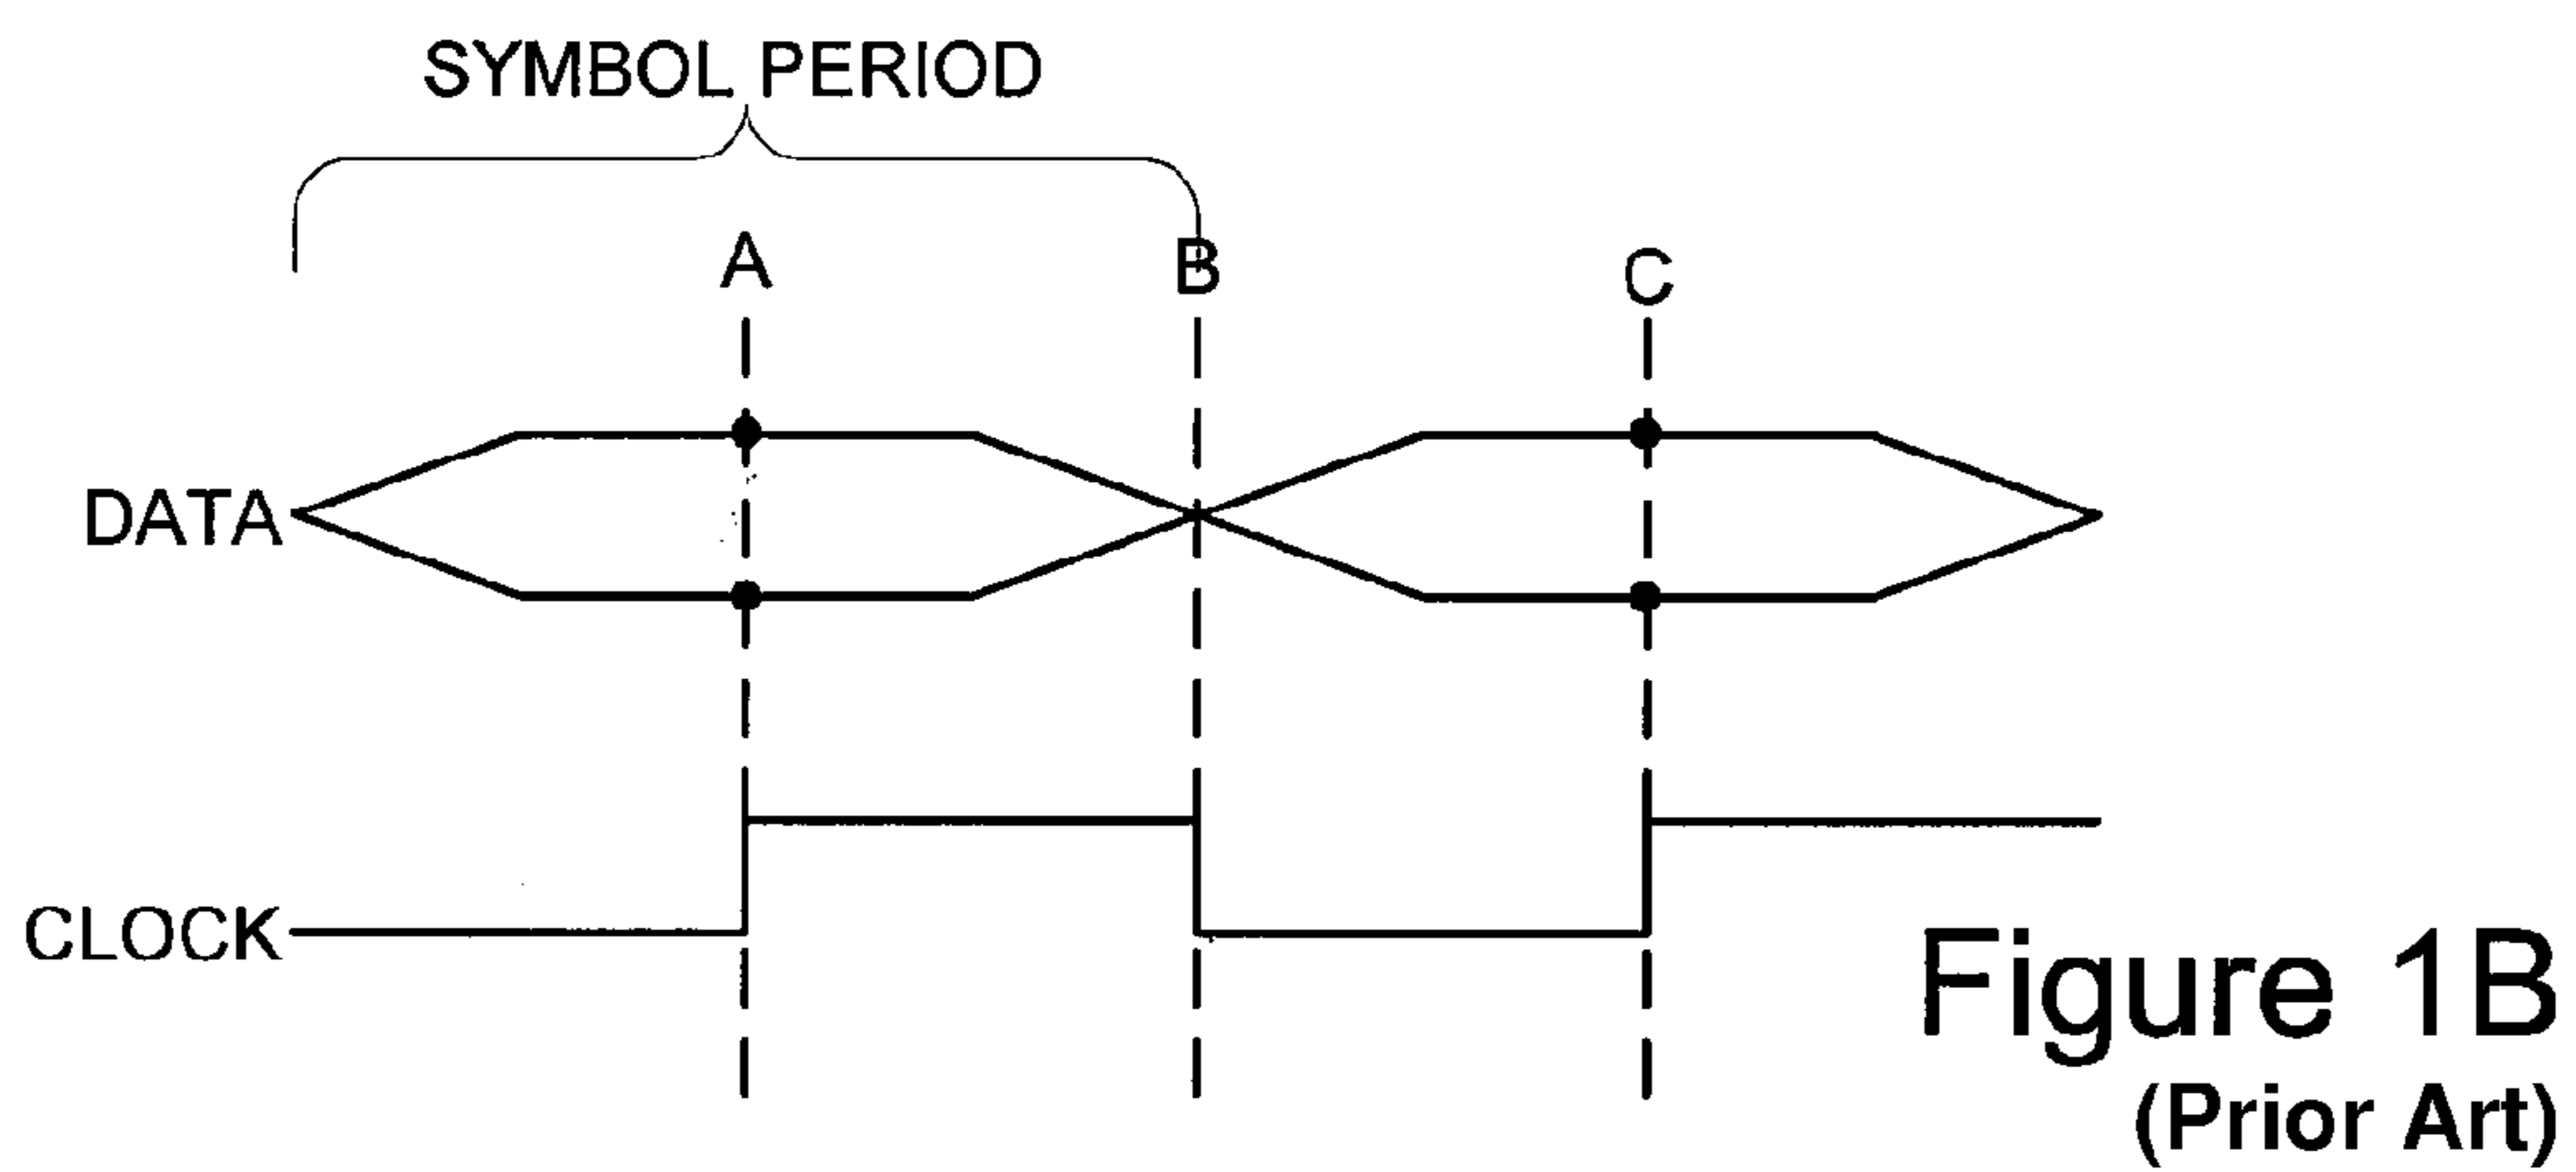 SYMBOL PERIOD
A B C
DATA
CLOCK
Figure 1B
(Prior Art)